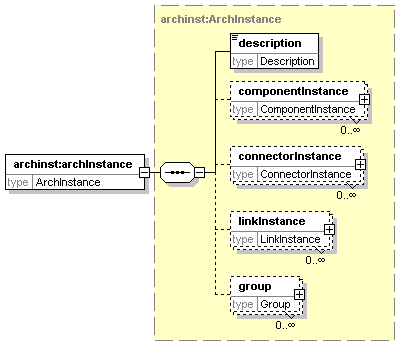 archinst:ArchInstance
description
type Description
componentInstance
type ComponentInstance
0..∞
connectorInstance
type ConnectorInstance
0..∞
archinst:archInstance
type ArchInstance
linkInstance
type LinkInstance
0..∞
group
type Group
0..∞